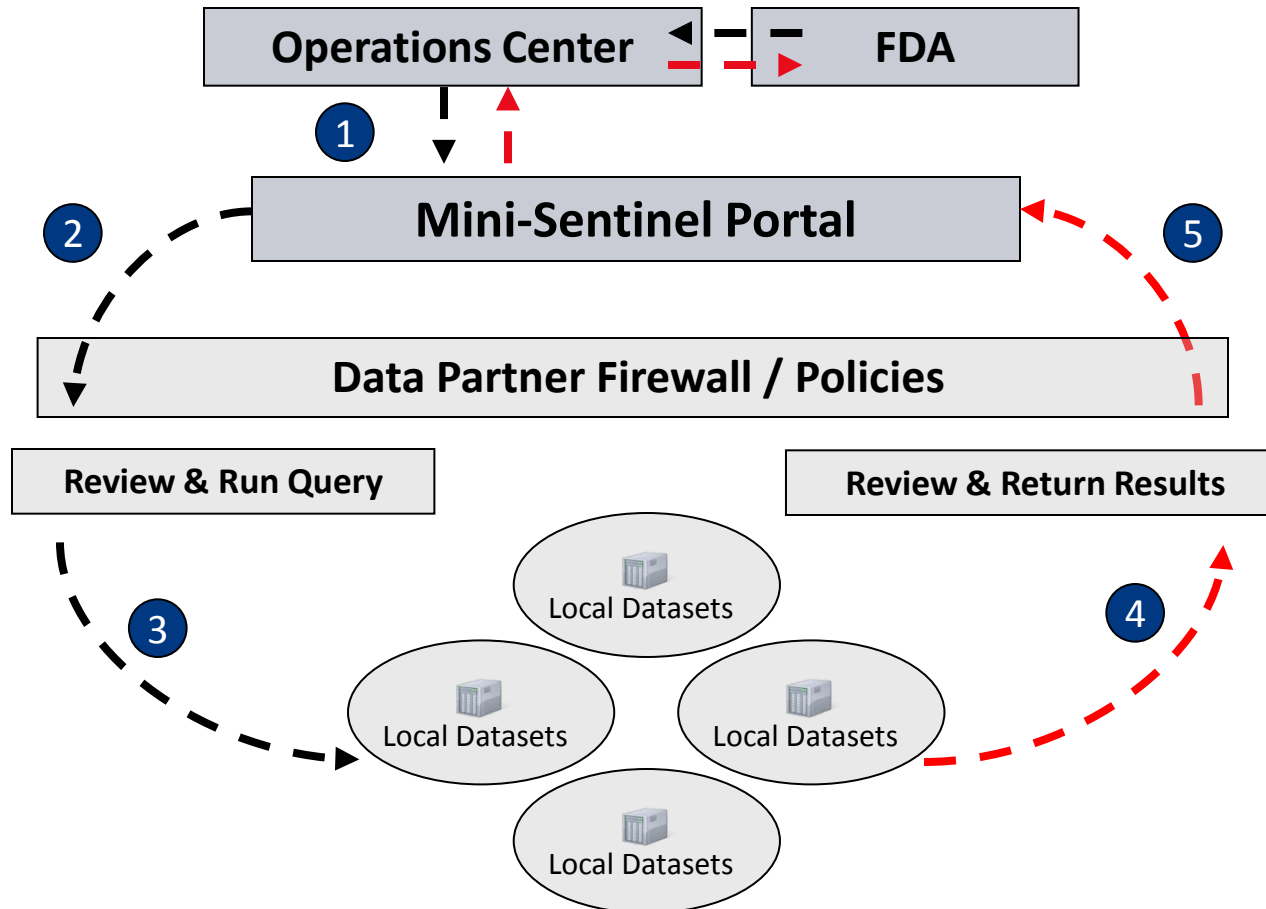 Operations Center
FDA
1
Mini-Sentinel Portal
2
5
Data Partner Firewall / Policies
Review & Run Query
Review & Return Results
Local Datasets
3
4
Local Datasets
Local Datasets
Local Datasets